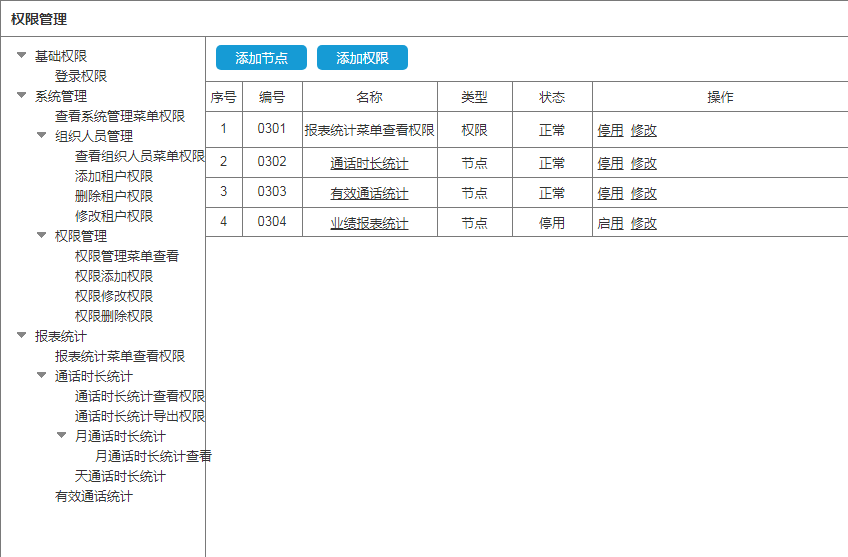 权限管理
基础权限
登录权限
系统管理
查看系统管理菜单权限
组织人员管理
查看组织人员菜单权限
添加租户权限
删除租户权限
修改租户权限
权限管理
权限管理菜单查看
权限添加权限
权限修改权限
权限删除权限
报表统计
报表统计菜单查看权限
通话时长统计
通话时长统计查看权限
通话时长统计导出权限
月通话时长统计
月通话时长统计查看
天通话时长统计
有效通话统计
添加节点 添加权限
序号 编号 名称 类型 状态 操作
1 0301 报表统计菜单查看权限 权限 正常 停用 修改
2 0302 通话时长统计 节点 正常 停用 修改
3 0303 有效通话统计 节点 正常 停用 修改
4 0304 业绩报表统计 节点 停用 启用 修改